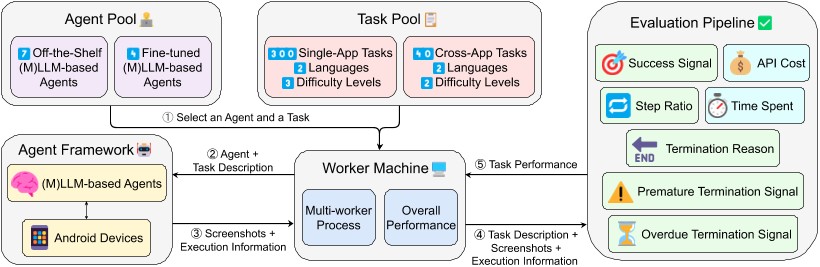 Agent Pool
7 Off-the-Shelf
(M)LLM-based
Agents
4 Fine-tuned
(M)LLM-based
Agents
Task Pool
300 Single-App Tasks
2 Languages
3 Difficulty Levels
40 Cross-App Tasks
2 Languages
2 Difficulty Levels
① Select an Agent and a Task
Agent Framework
(M)LLM-based Agents
Android Devices
② Agent +
Task Description
③ Screenshots +
Execution Information
Worker Machine
Multi-worker
Process
Overall
Performance
⑤ Task Performance
④ Task Description +
Screenshots +
Execution Information
Evaluation Pipeline
Success Signal
API Cost
Step Ratio
Time Spent
END
Termination Reason
Premature Termination Signal
Overdue Termination Signal